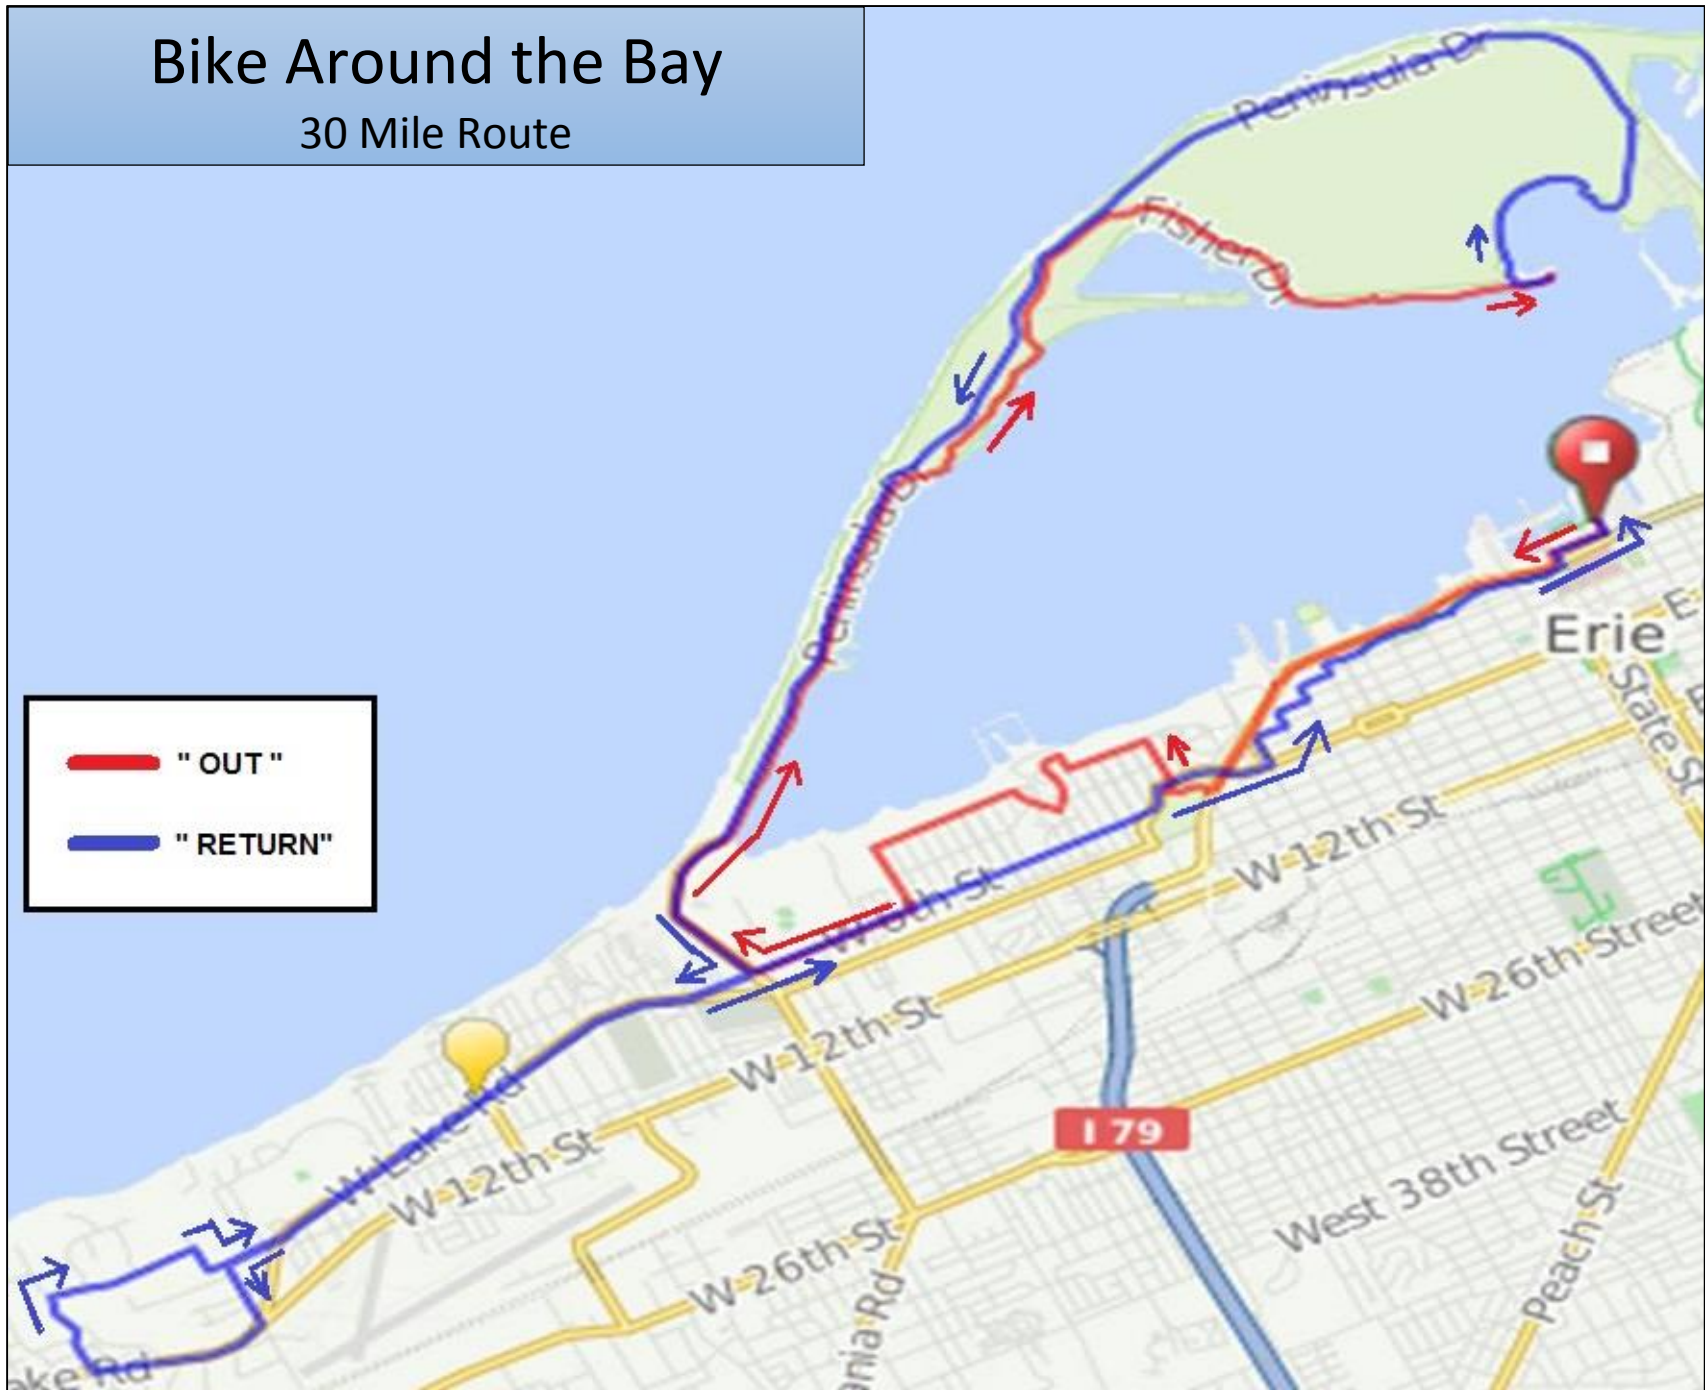 Bike Around the Bay
30 Mile Route
Peninsula Dr
Fisher Dr
Peninsula Dr
Erie
E
State St
" OUT "
" RETURN"
W 12th St
W 8th St
W 26th Street
W 12th St
I 79
W Lake Rd
W 12th St
West 38th Street
W 26th St
Peach St
ania Rd
ake Rd